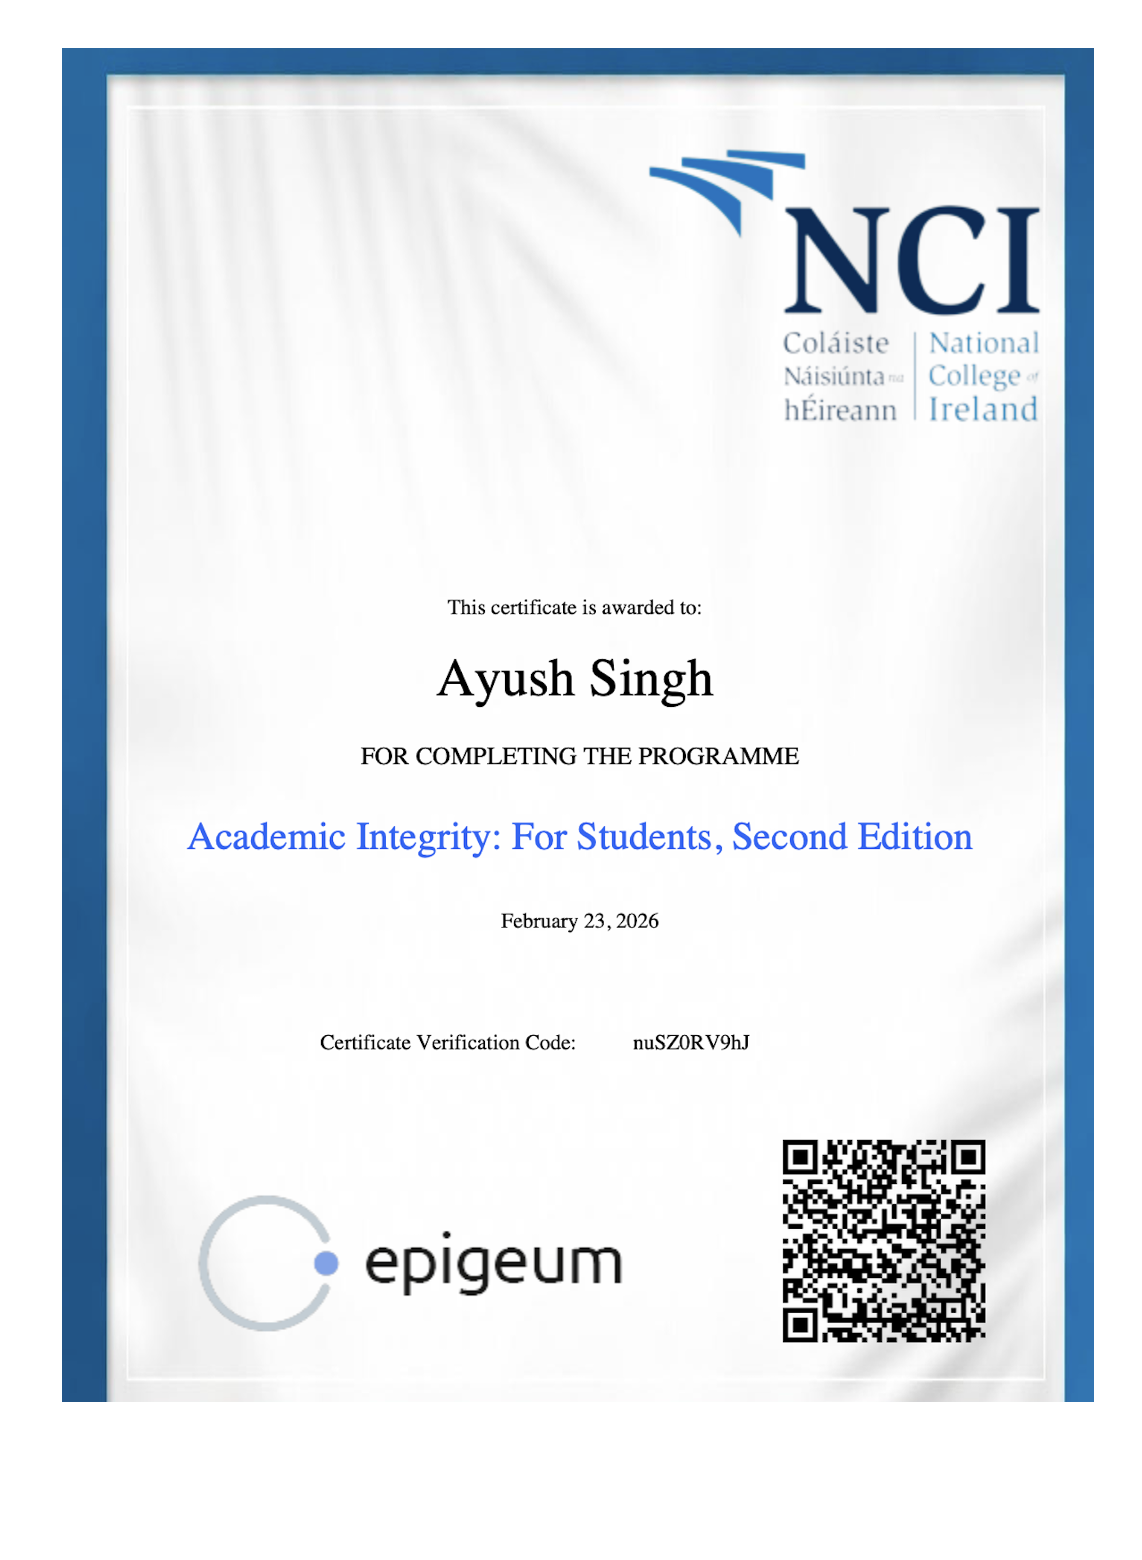 NCI
Coláiste
Náisiúnta na
hÉireann
National
College of
Ireland
This certificate is awarded to:
Ayush Singh
FOR COMPLETING THE PROGRAMME
Academic Integrity: For Students, Second Edition
February 23, 2026
Certificate Verification Code: nuSZ0RV9hJ
epigeum